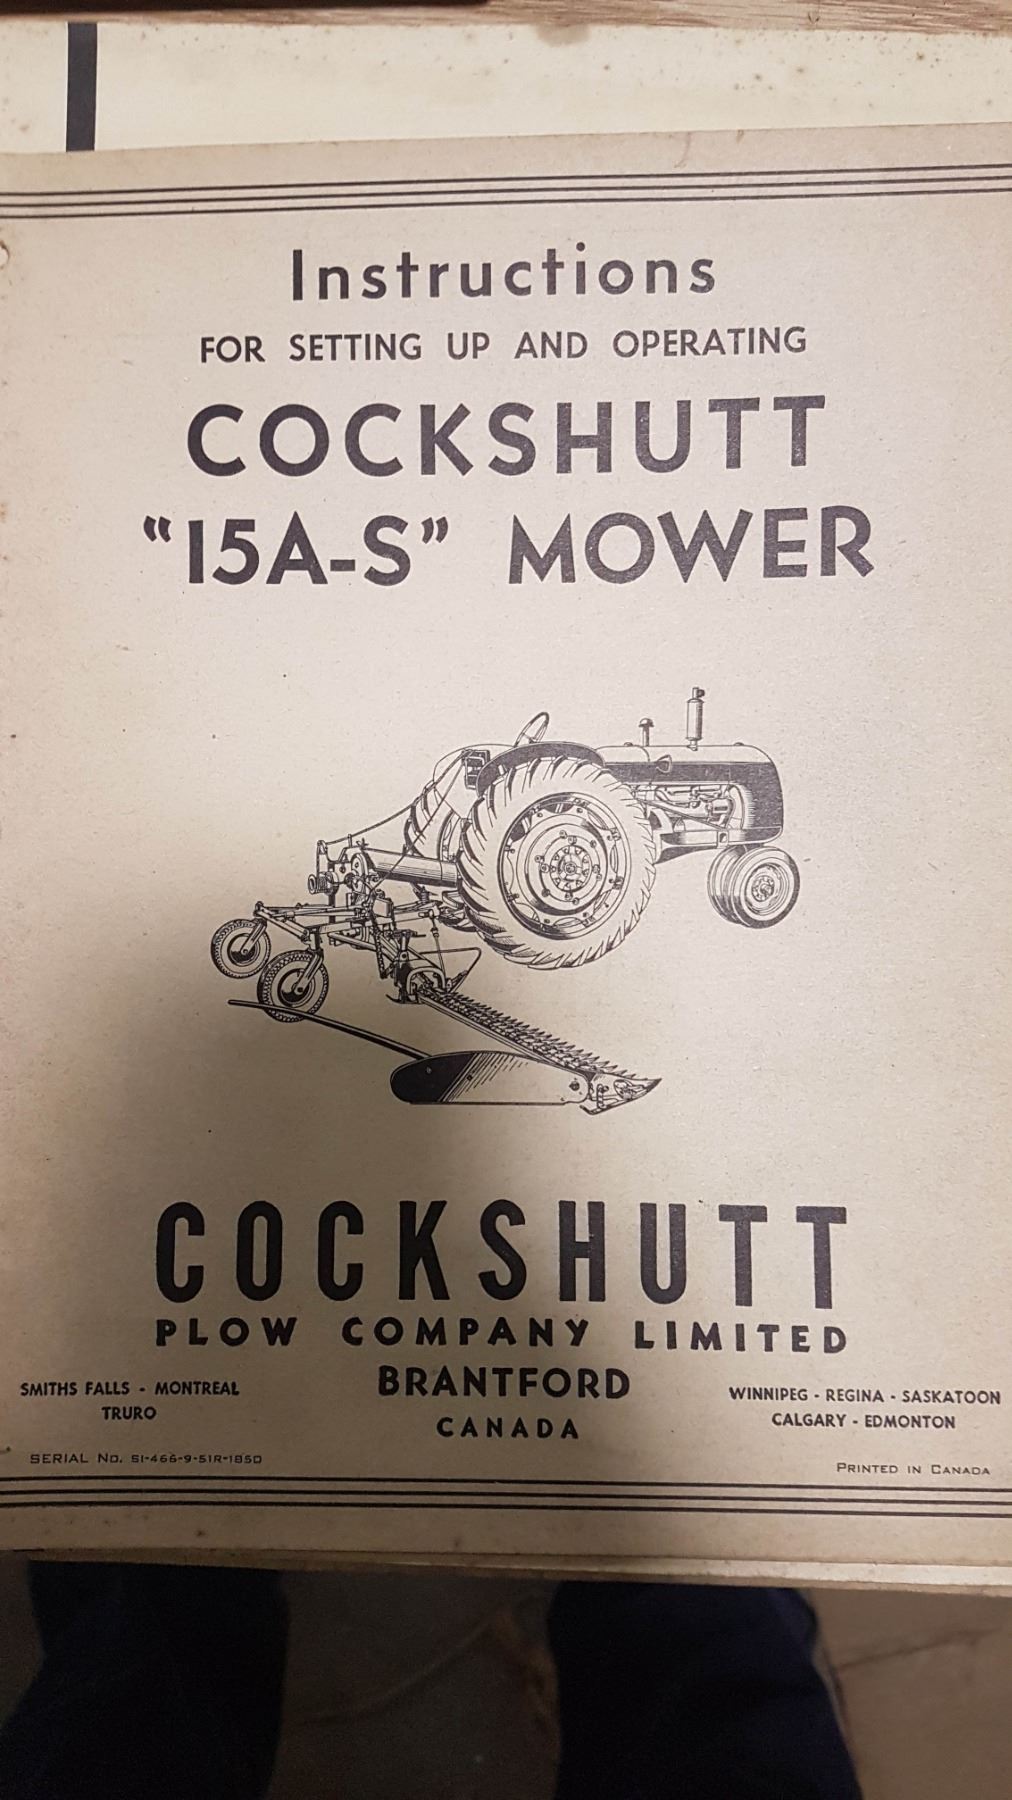 Instructions
FOR SETTING UP AND OPERATING
COCKSHUTT
"15A-S" MOWER
COCKSHUTT
PLOW COMPANY LIMITED
BRANTFORD
CANADA
SMITHS FALLS - MONTREAL
TRURO
WINNIPEG - REGINA - SASKATOON
CALGARY - EDMONTON
SERIAL No. SI-466-9-51R-1850
PRINTED IN CANADA